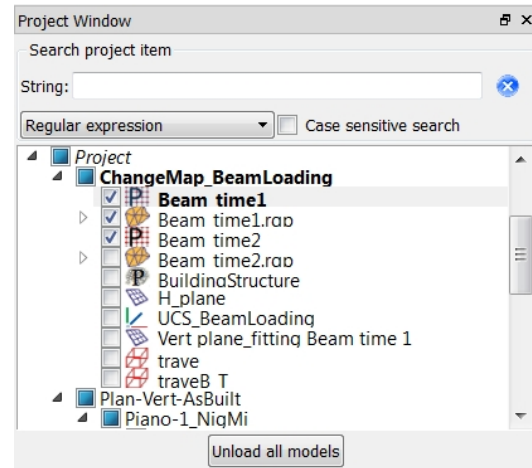 Project Window
Search project item
String:
Regular expression
Case sensitive search
Project
ChangeMap_BeamLoading
Beam time1
Beam time1.rap
Beam time2
Beam time2.rap
BuildingStructure
H_plane
UCS_BeamLoading
Vert plane_fitting Beam time 1
trave
traveB T
Plan-Vert-AsBuilt
Piano-1_NigMi
Unload all models